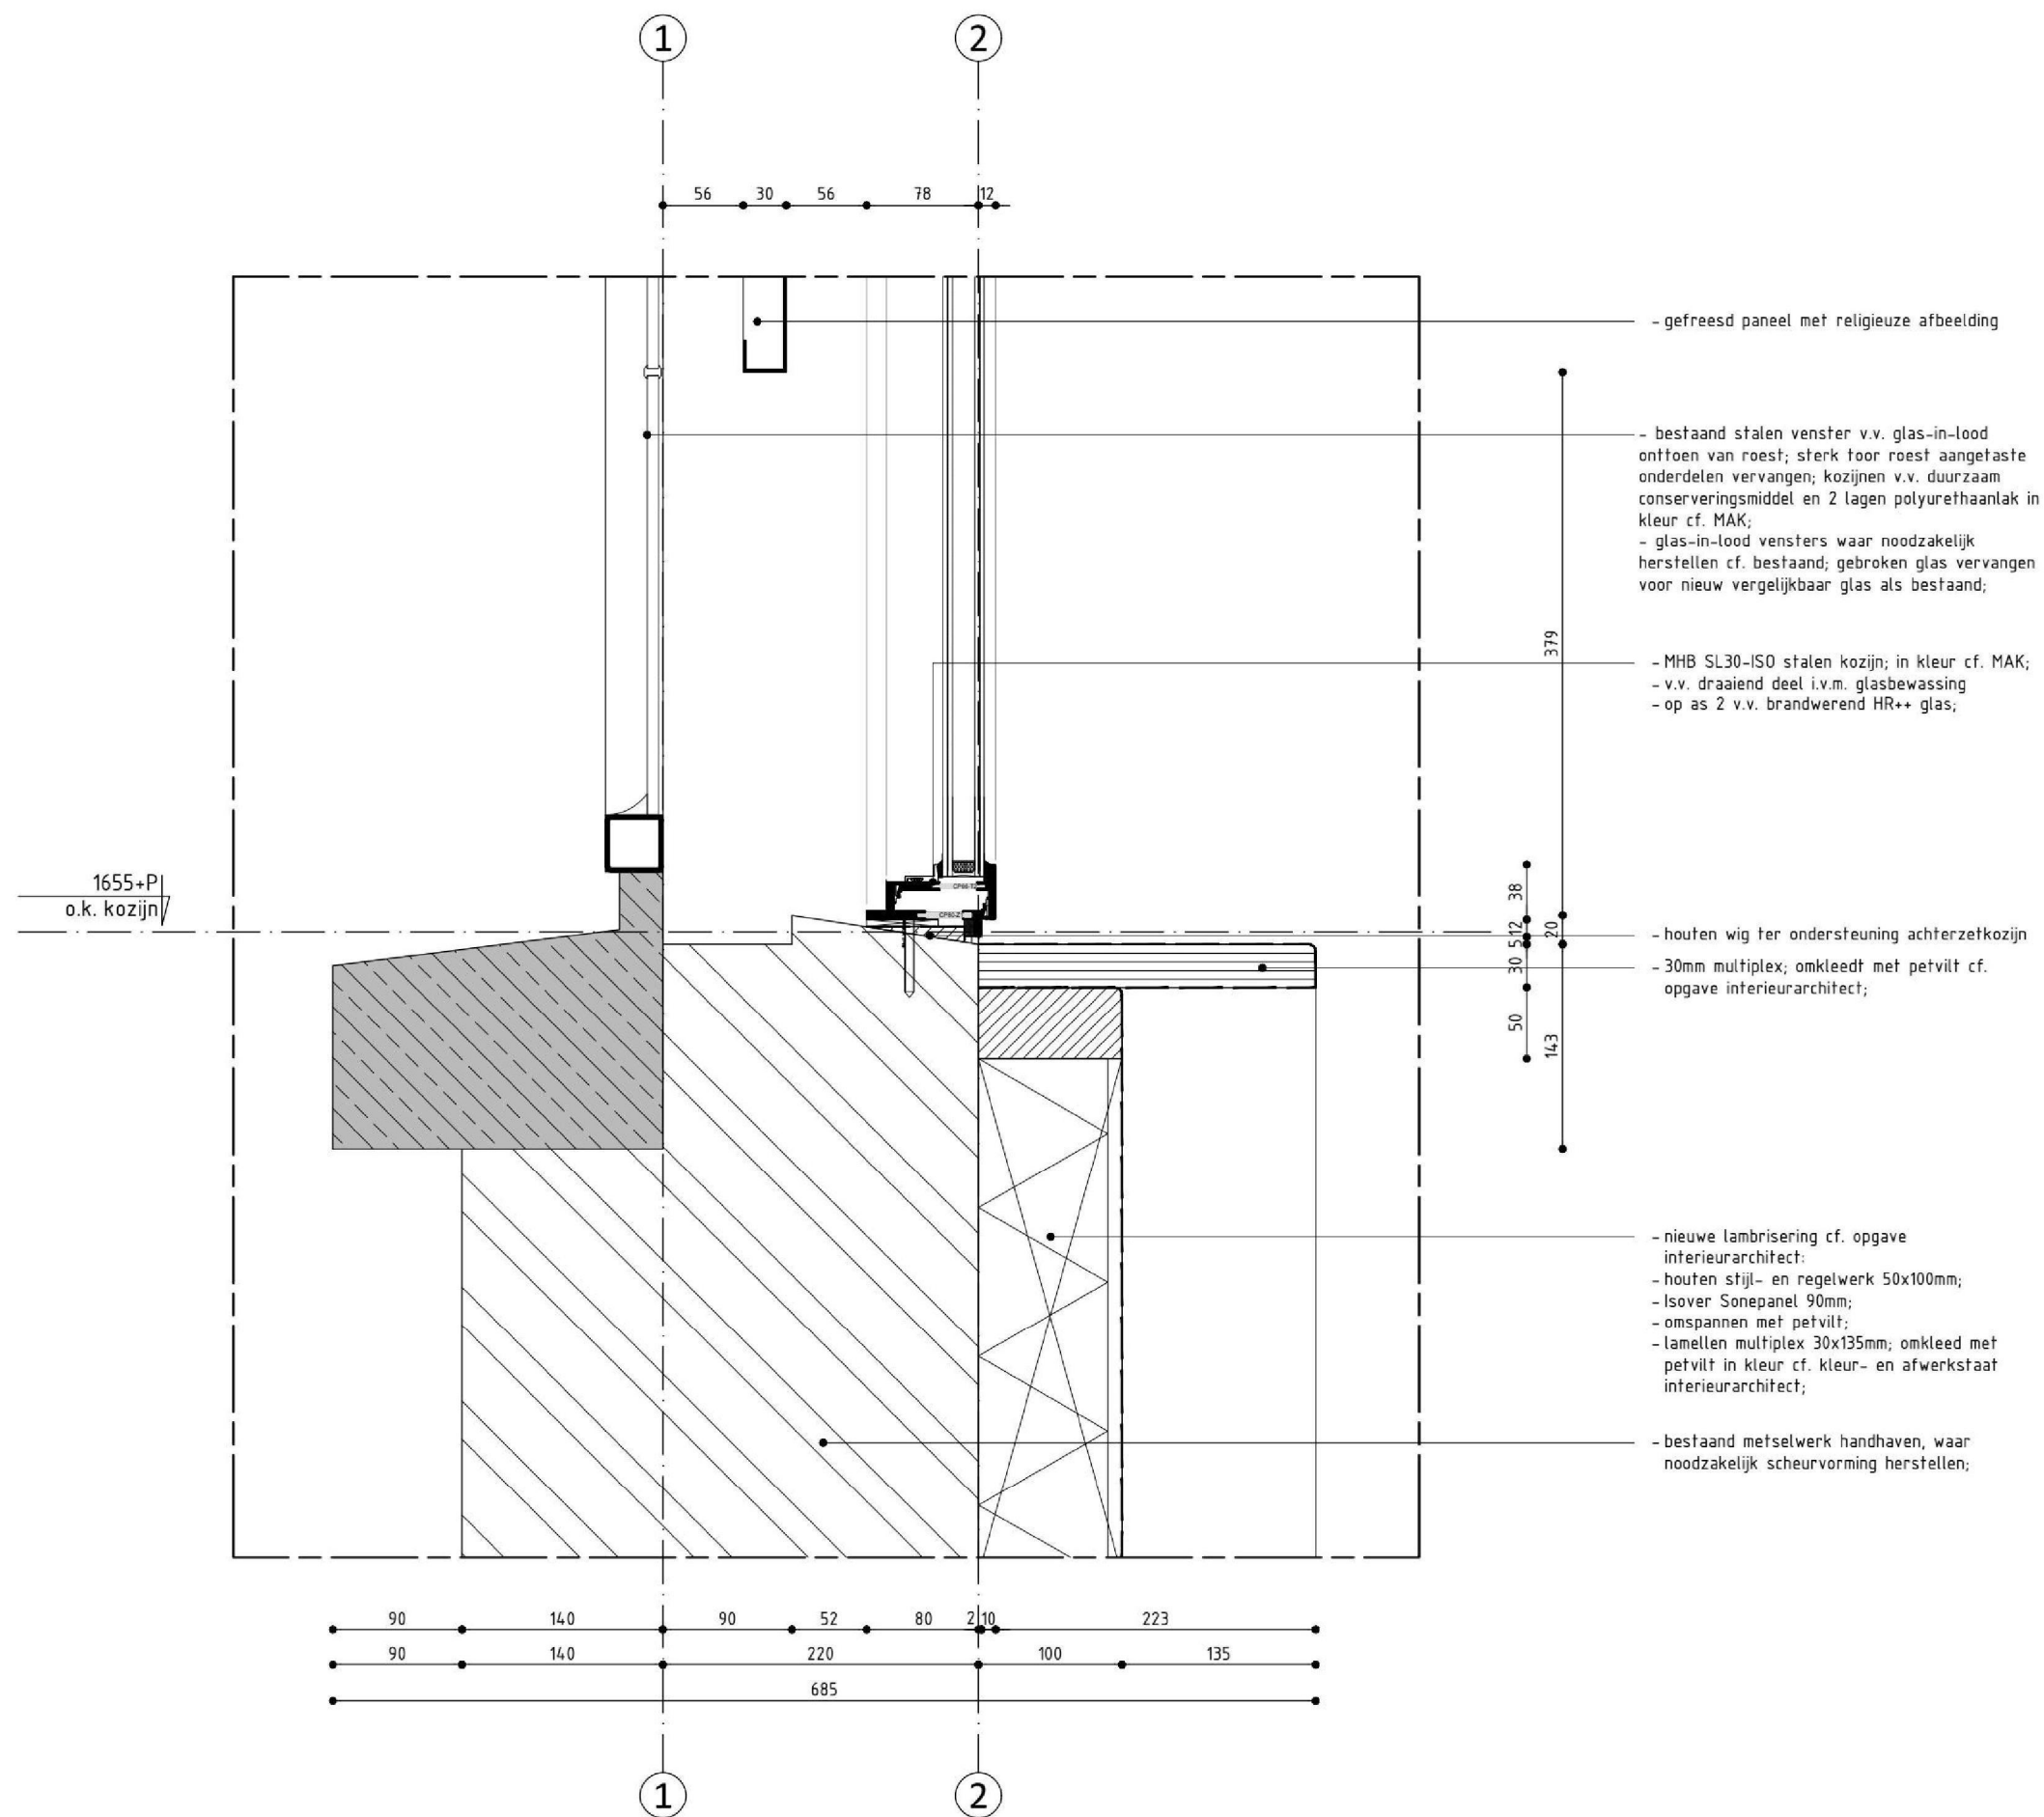 1
2
56
30
56
78
12
- gefreesd paneel met religieuze afbeelding
- bestaand stalen venster v.v. glas-in-lood
onttoen van roest; sterk toor roest aangetaste
onderdelen vervangen; kozijnen v.v. duurzaam
conserveringsmiddel en 2 lagen polyurethaanlak in
kleur cf. MAK;
- glas-in-lood vensters waar noodzakelijk
herstellen cf. bestaand; gebroken glas vervangen
voor nieuw vergelijkbaar glas als bestaand;
379
- MHB SL30-ISO stalen kozijn; in kleur cf. MAK;
- v.v. draaiend deel i.v.m. glasbewassing
- op as 2 v.v. brandwerend HR++ glas;
1655+P
o.k. kozijn
38
12
20
5
30
50
143
- houten wig ter ondersteuning achterzetkozijn
- 30mm multiplex; omkleedt met petvilt cf.
opgave interieurarchitect;
- nieuwe lambrisering cf. opgave
interieurarchitect:
- houten stijl- en regelwerk 50x100mm;
- Isover Sonepanel 90mm;
- omspannen met petvilt;
- lamellen multiplex 30x135mm; omkleed met
petvilt in kleur cf. kleur- en afwerkstaat
interieurarchitect;
- bestaand metselwerk handhaven, waar
noodzakelijk scheurvorming herstellen;
90
140
90
52
80
2
10
223
90
140
220
100
135
685
1
2